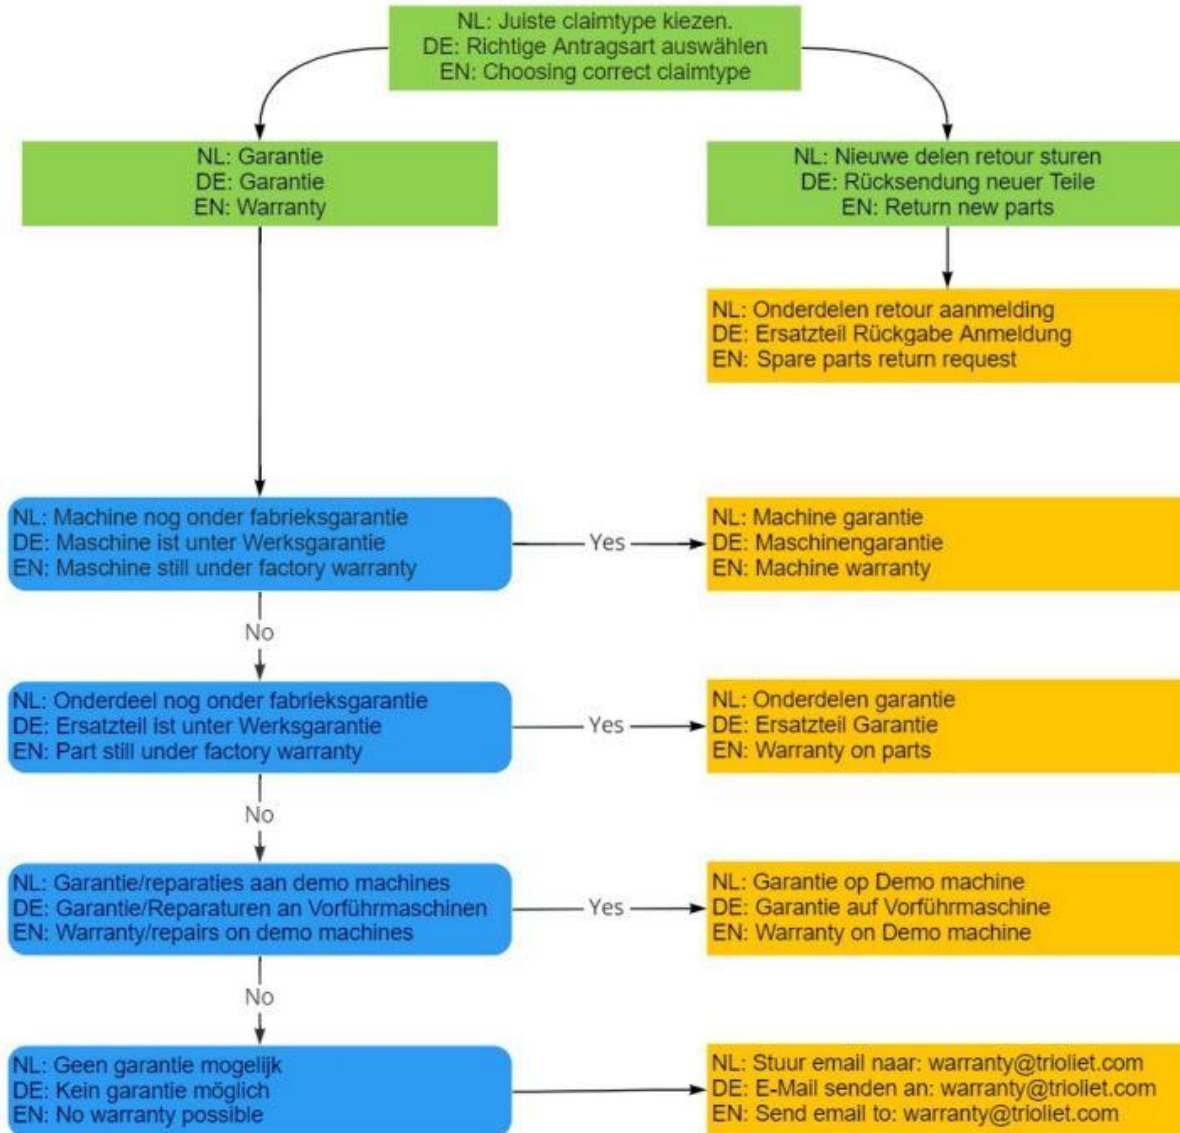 NL: Juiste claimtype kiezen.
DE: Richtige Antragsart auswählen
EN: Choosing correct claimtype
NL: Garantie
DE: Garantie
EN: Warranty
NL: Nieuwe delen retour sturen
DE: Rücksendung neuer Teile
EN: Return new parts
NL: Onderdelen retour aanmelding
DE: Ersatzteil Rückgabe Anmeldung
EN: Spare parts return request
NL: Machine nog onder fabrieksgarantie
DE: Maschine ist unter Werksgarantie
EN: Maschine still under factory warranty
Yes
NL: Machine garantie
DE: Maschinengarantie
EN: Machine warranty
No
NL: Onderdeel nog onder fabrieksgarantie
DE: Ersatzteil ist unter Werksgarantie
EN: Part still under factory warranty
Yes
NL: Onderdelen garantie
DE: Ersatzteil Garantie
EN: Warranty on parts
No
NL: Garantie/reparaties aan demo machines
DE: Garantie/Reparaturen an Vorführmaschinen
EN: Warranty/repairs on demo machines
Yes
NL: Garantie op Demo machine
DE: Garantie auf Vorführmaschine
EN: Warranty on Demo machine
No
NL: Geen garantie mogelijk
DE: Kein garantie möglich
EN: No warranty possible
NL: Stuur email naar: warranty@trioliet.com
DE: E-Mail senden an: warranty@trioliet.com
EN: Send email to: warranty@trioliet.com